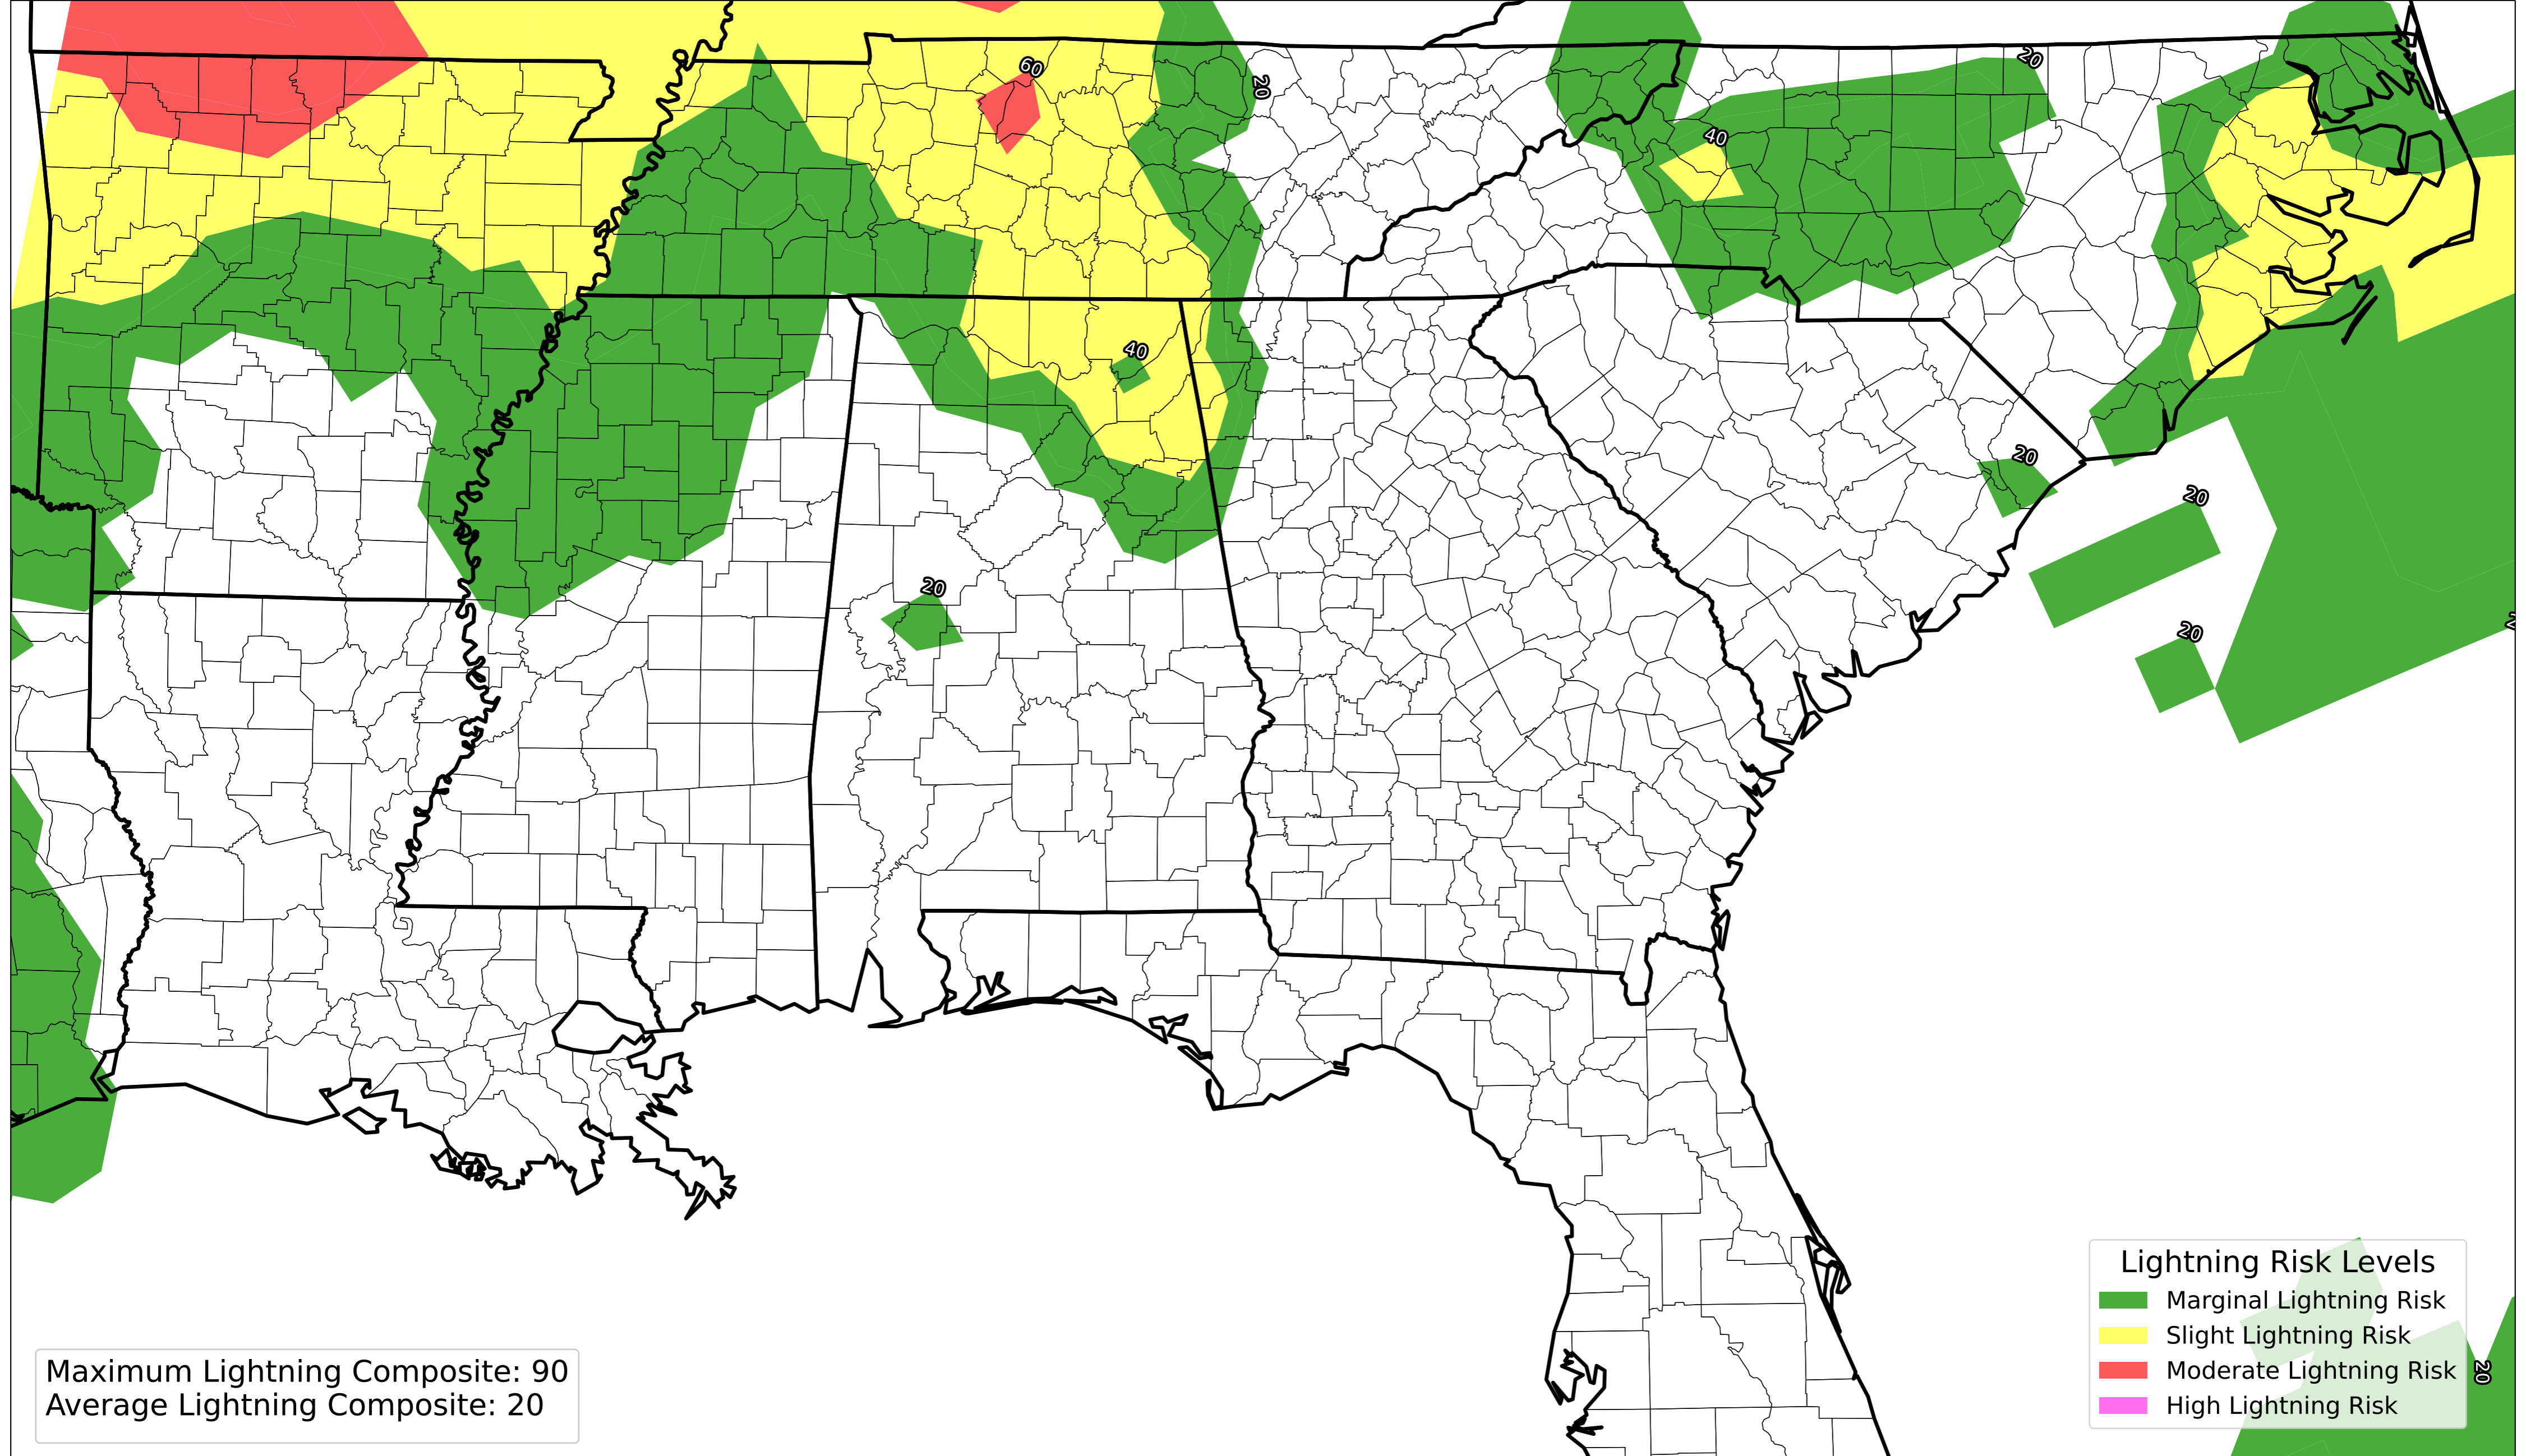 60
20
20
40
40
20
20
20
20
20
Maximum Lightning Composite: 90
Average Lightning Composite: 20
Lightning Risk Levels
Marginal Lightning Risk
Slight Lightning Risk
Moderate Lightning Risk
High Lightning Risk